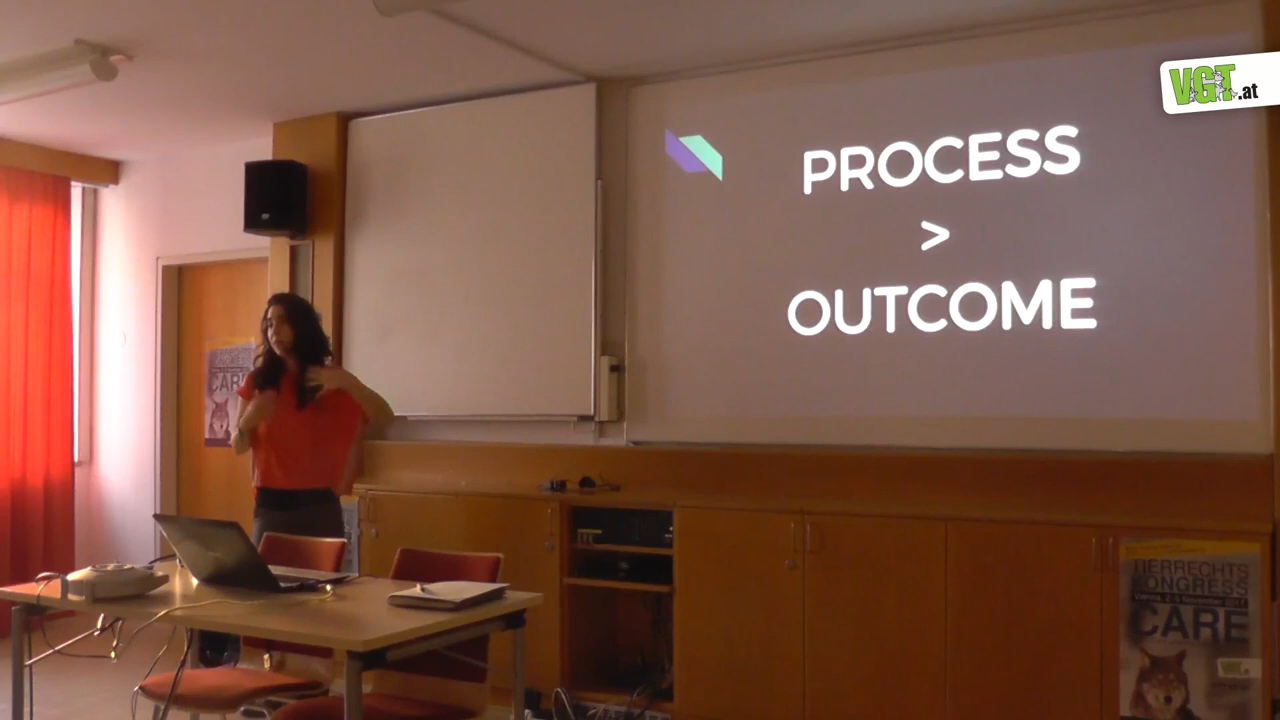 VGT.at
PROCESS
>
OUTCOME
CARE
TIERRECHTS
KONGRESS
CARE